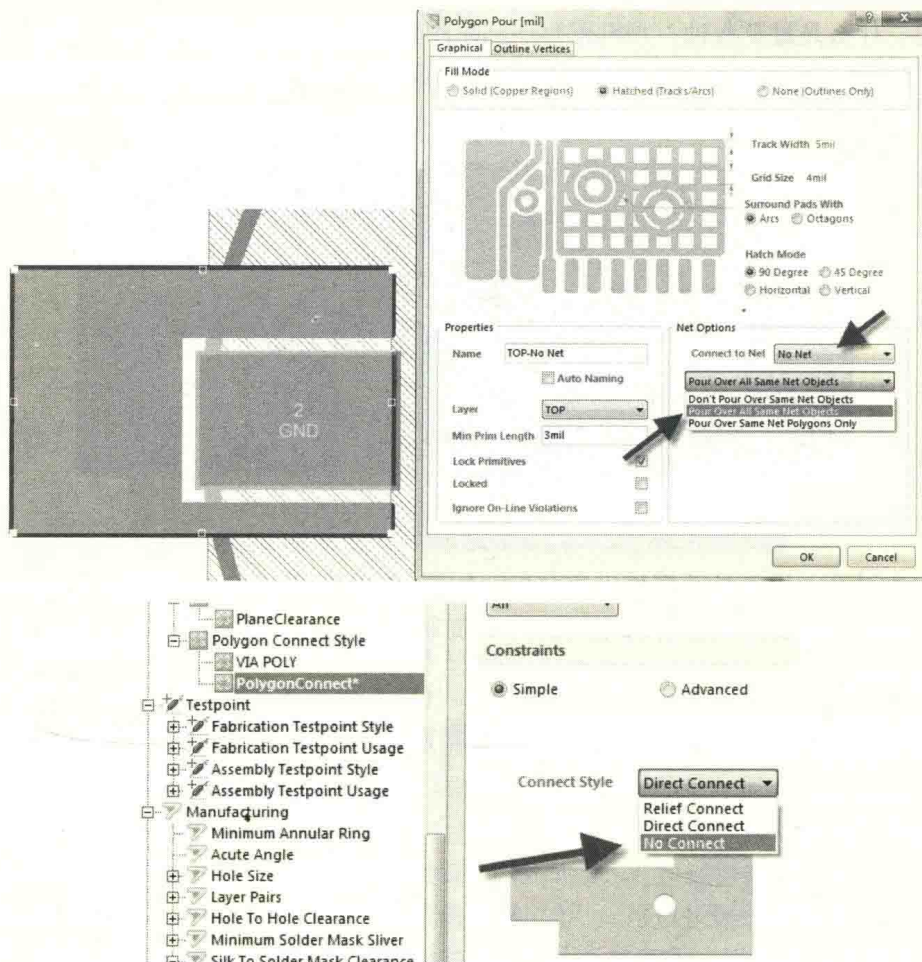 Polygon Pour [mil]
Graphical Outline Vertices
Fill Mode
Solid (Copper Regions) Hatched (Tracks/Arcs) None (Outlines Only)
Track Width 5mil
Grid Size 4mil
Surround Pads With
Arcs Octagons
Hatch Mode
90 Degree 45 Degree
Horizontal Vertical
2
GND
Properties
Name TOP-No Net
Auto Naming
Layer TOP
Min Prim Length 3mil
Lock Primitives
Locked
Ignore On-Line Violations
Net Options
Connect to Net No Net
Pour Over All Same Net Objects
Don't Pour Over Same Net Objects
Pour Over All Same Net Objects
Pour Over Same Net Polygons Only
OK Cancel
PlaneClearance
Polygon Connect Style
VIA POLY
PolygonConnect*
Testpoint
Fabrication Testpoint Style
Fabrication Testpoint Usage
Assembly Testpoint Style
Assembly Testpoint Usage
Manufacturing
Minimum Annular Ring
Acute Angle
Hole Size
Layer Pairs
Hole To Hole Clearance
Minimum Solder Mask Sliver
Silk To Solder Mask Clearance
All
Constraints
Simple Advanced
Connect Style Direct Connect
Relief Connect
Direct Connect
No Connect